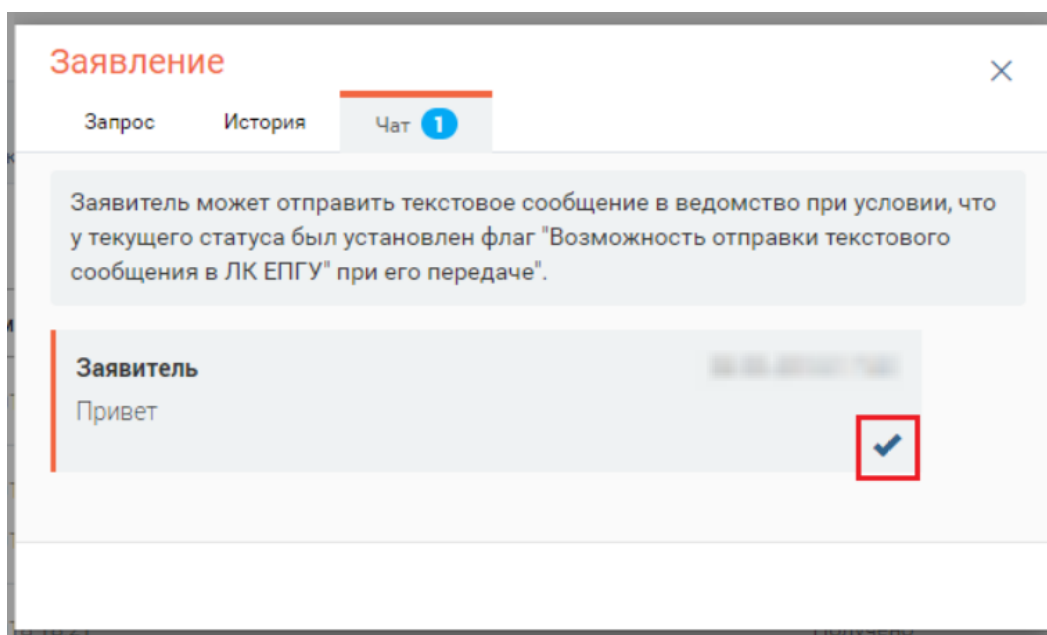 Заявление
Запрос История Чат 1
Заявитель может отправить текстовое сообщение в ведомство при условии, что
у текущего статуса был установлен флаг "Возможность отправки текстового
сообщения в ЛК ЕПГУ" при его передаче".
Заявитель
Привет